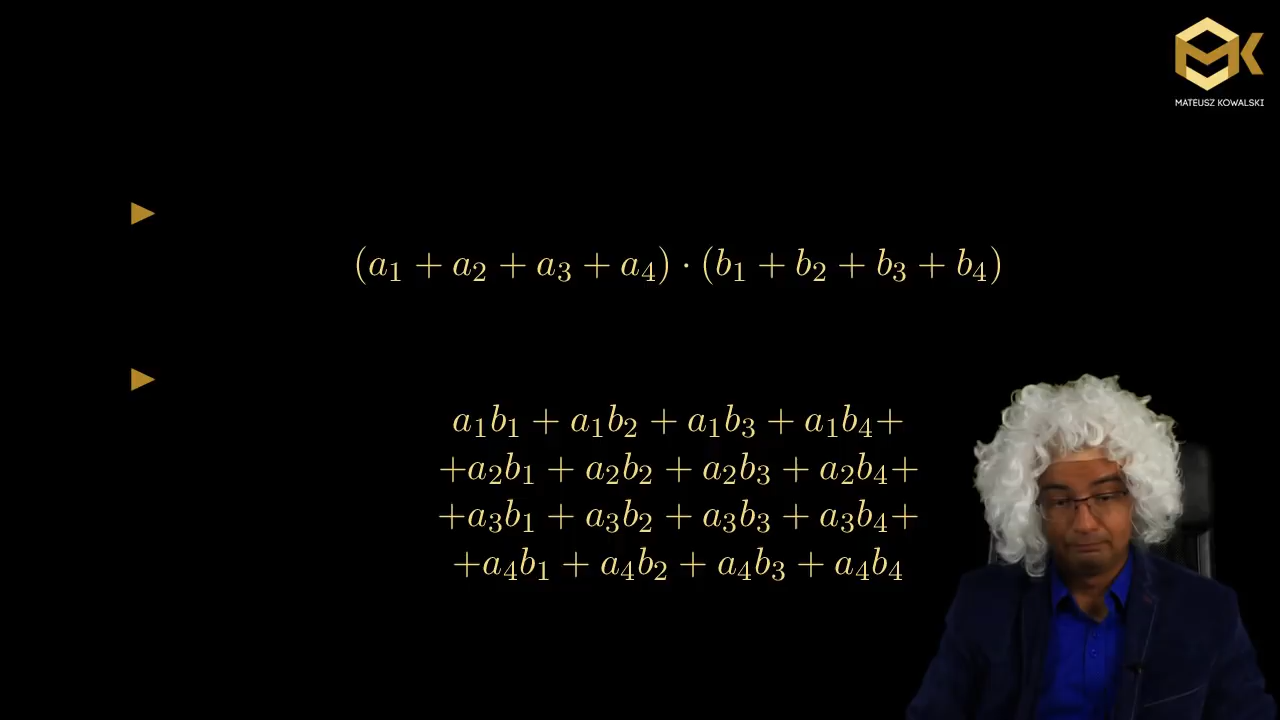 MATEUSZ KOWALSKI
(a₁ + a₂ + a₃ + a₄) · (b₁ + b₂ + b₃ + b₄)
a₁b₁ + a₁b₂ + a₁b₃ + a₁b₄+
+a₂b₁ + a₂b₂ + a₂b₃ + a₂b₄+
+a₃b₁ + a₃b₂ + a₃b₃ + a₃b₄+
+a₄b₁ + a₄b₂ + a₄b₃ + a₄b₄